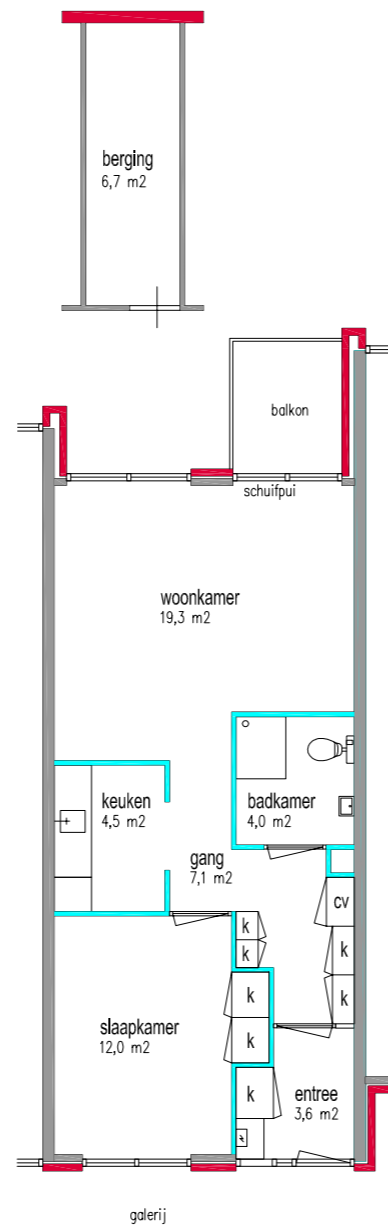 berging
6,7 m2
balkon
schuifpui
woonkamer
19,3 m2
keuken
4,5 m2
badkamer
4,0 m2
gang
7,1 m2
cv
k
k
k
k
k
k
slaapkamer
12,0 m2
k
entree
3,6 m2
galerij